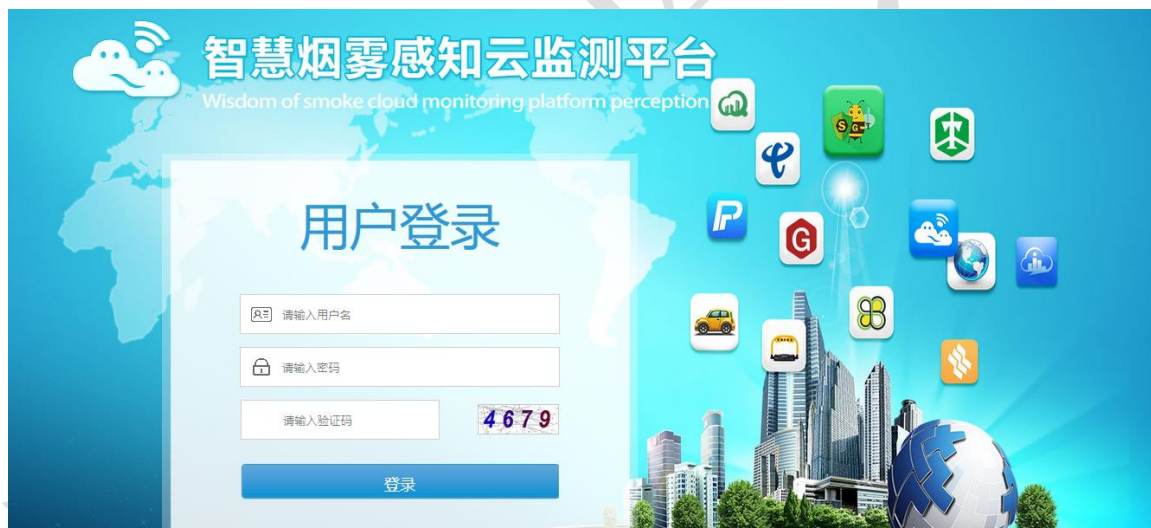 智慧烟雾感知云监测平台
Wisdom of smoke cloud monitoring platform perception
用户登录
请输入用户名
请输入密码
请输入验证码
4679
登录
SGT
G